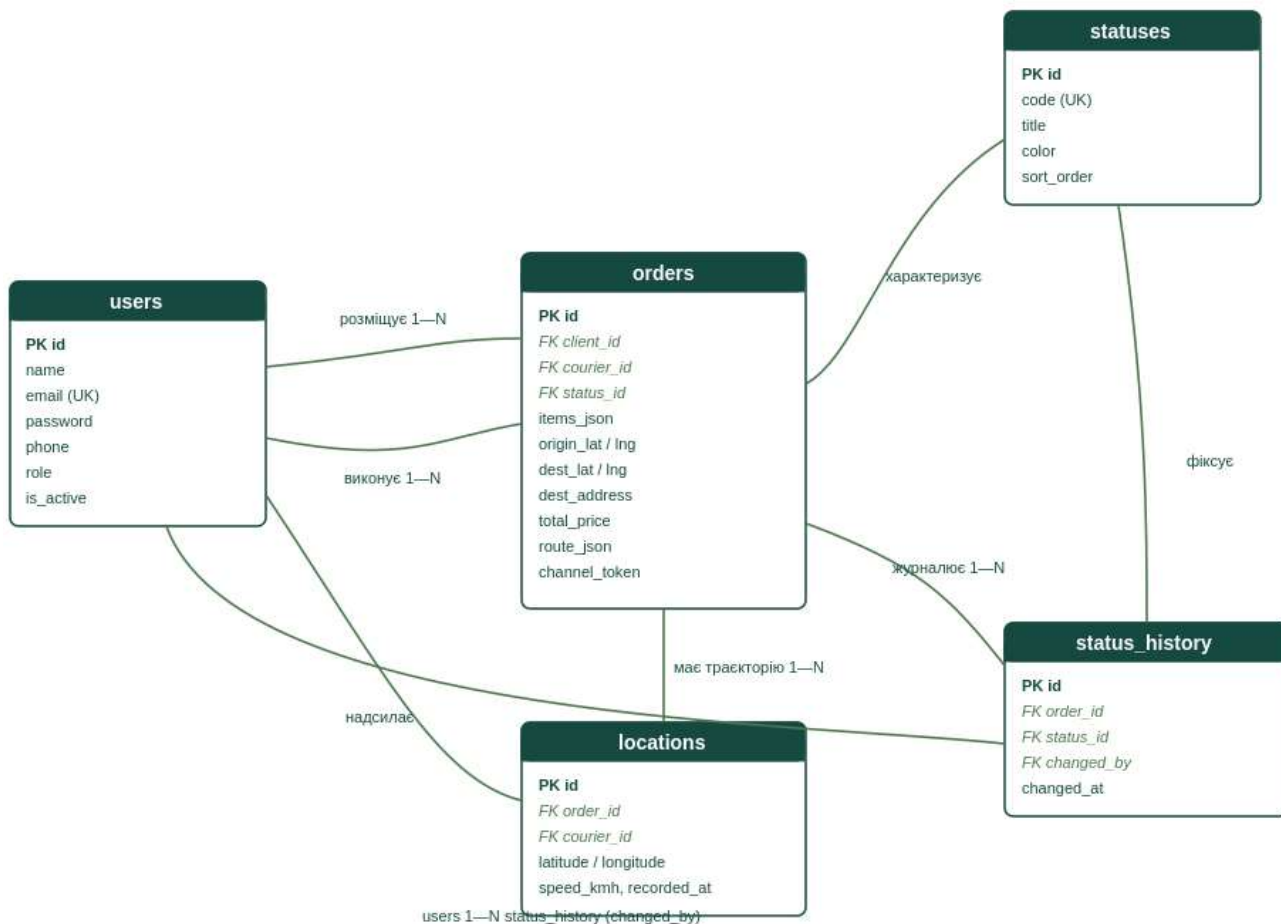 statuses
PK id
code (UK)
title
color
sort_order
users
PK id
name
email (UK)
password
phone
role
is_active
розміщує 1—N
виконує 1—N
orders
PK id
FK client_id
FK courier_id
FK status_id
items_json
origin_lat / lng
dest_lat / lng
dest_address
total_price
route_json
channel_token
характеризує
фіксує
журналює 1—N
має траєкторію 1—N
надсилає
locations
PK id
FK order_id
FK courier_id
latitude / longitude
speed_kmh, recorded_at
status_history
PK id
FK order_id
FK status_id
FK changed_by
changed_at
users 1—N status_history (changed_by)